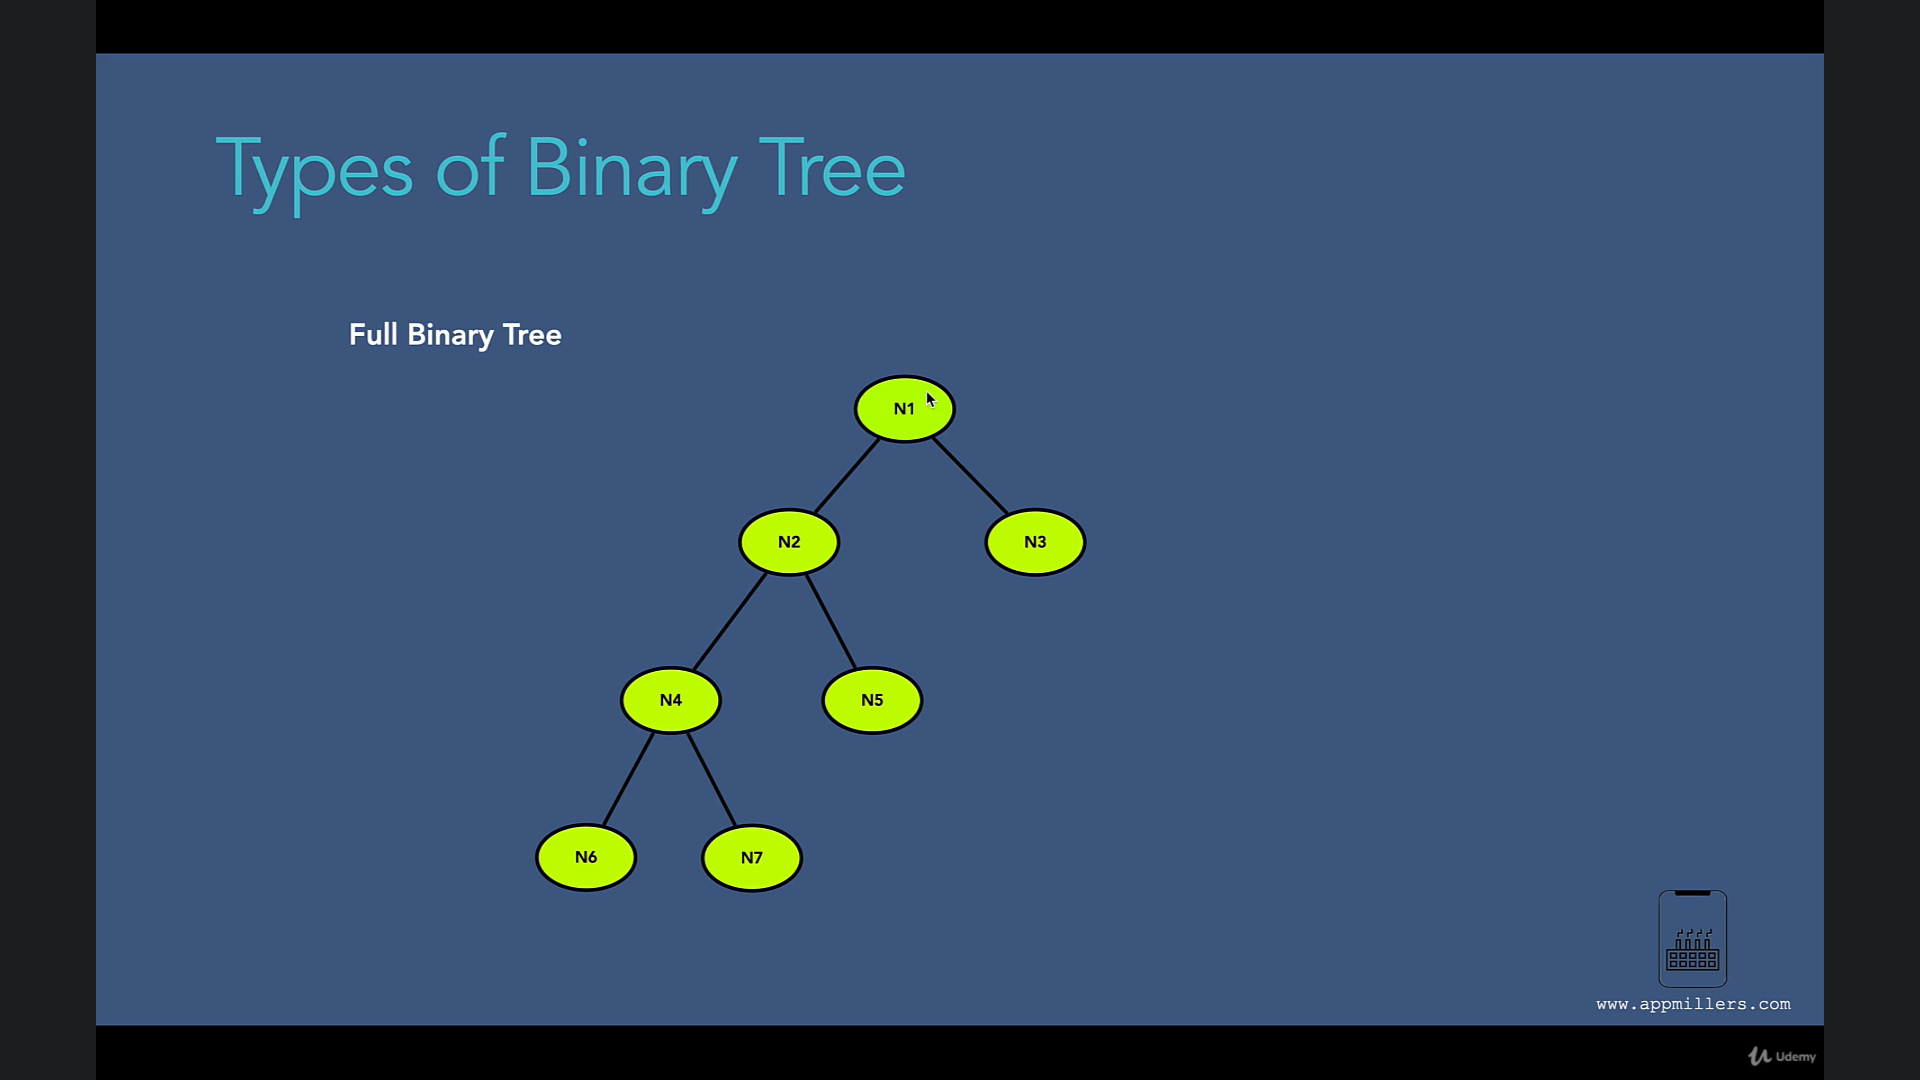 Types of Binary Tree
Full Binary Tree
N1
N2
N3
N4
N5
N6
N7
www.appmillers.com
Udemy